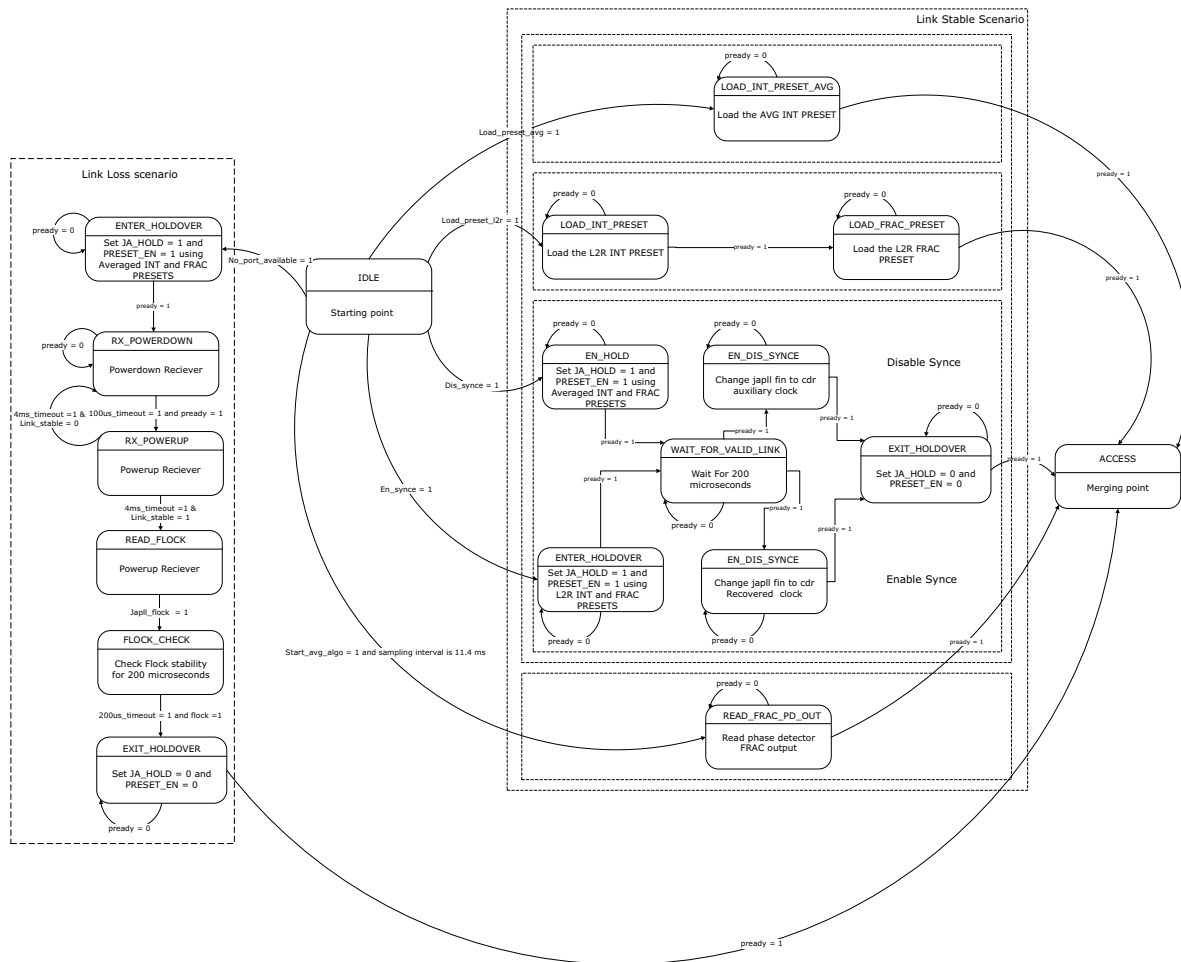 Link Stable Scenario
pready = 0
LOAD_INT_PRESET_AVG
Load the AVG INT PRESET
Load_preset_avg = 1
pready = 1
Link Loss scenario
pready = 0
ENTER_HOLDOVER
Set JA_HOLD = 1 and
PRESET_EN = 1 using
Averaged INT and FRAC
PRESETS
pready = 1
pready = 0
RX_POWERDOWN
Powerdown Reciever
4ms_timeout =1 &
Link_stable = 0
100us_timeout = 1 and pready = 1
RX_POWERUP
Powerup Reciever
4ms_timeout =1 &
Link_stable = 1
READ_FLOCK
Powerup Reciever
Japll_flock = 1
FLOCK_CHECK
Check Flock stability
for 200 microseconds
200us_timeout = 1 and flock =1
EXIT_HOLDOVER
Set JA_HOLD = 0 and
PRESET_EN = 0
pready = 0
No_port_available = 1
IDLE
Starting point
Load_preset_l2r = 1
Dis_synce = 1
En_synce = 1
Start_avg_algo = 1 and sampling interval is 11.4 ms
pready = 0
LOAD_INT_PRESET
Load the L2R INT PRESET
pready = 1
pready = 0
LOAD_FRAC_PRESET
Load the L2R FRAC
PRESET
pready = 1
pready = 0
EN_HOLD
Set JA_HOLD = 1 and
PRESET_EN = 1 using
Averaged INT and FRAC
PRESETS
pready = 1
pready = 0
EN_DIS_SYNCE
Change japll fin to cdr
auxiliary clock
pready = 1
Disable Synce
pready = 1
WAIT_FOR_VALID_LINK
Wait For 200
microseconds
pready = 0
pready = 1
pready = 0
EXIT_HOLDOVER
Set JA_HOLD = 0 and
PRESET_EN = 0
pready = 1
pready = 1
ENTER_HOLDOVER
Set JA_HOLD = 1 and
PRESET_EN = 1 using
L2R INT and FRAC
PRESETS
pready = 0
EN_DIS_SYNCE
Change japll fin to cdr
Recovered clock
pready = 0
pready = 1
Enable Synce
ACCESS
Merging point
pready = 0
READ_FRAC_PD_OUT
Read phase detector
FRAC output
pready = 1
pready = 1